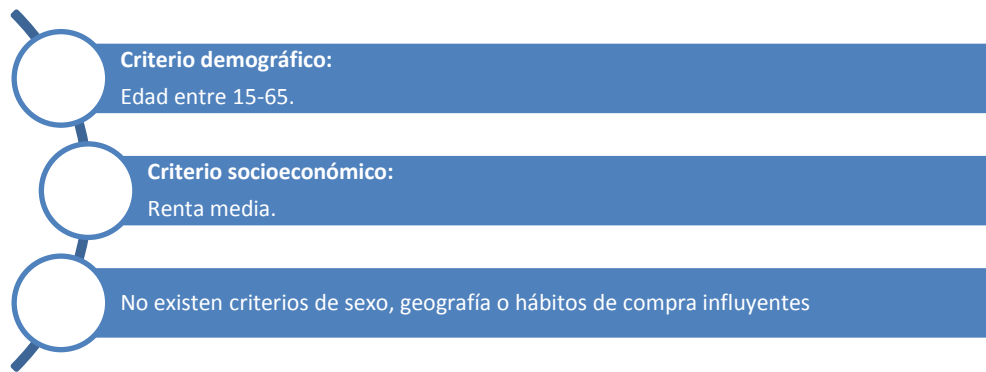 Criterio demográfico:
Edad entre 15-65.
Criterio socioeconómico:
Renta media.
No existen criterios de sexo, geografía o hábitos de compra influyentes